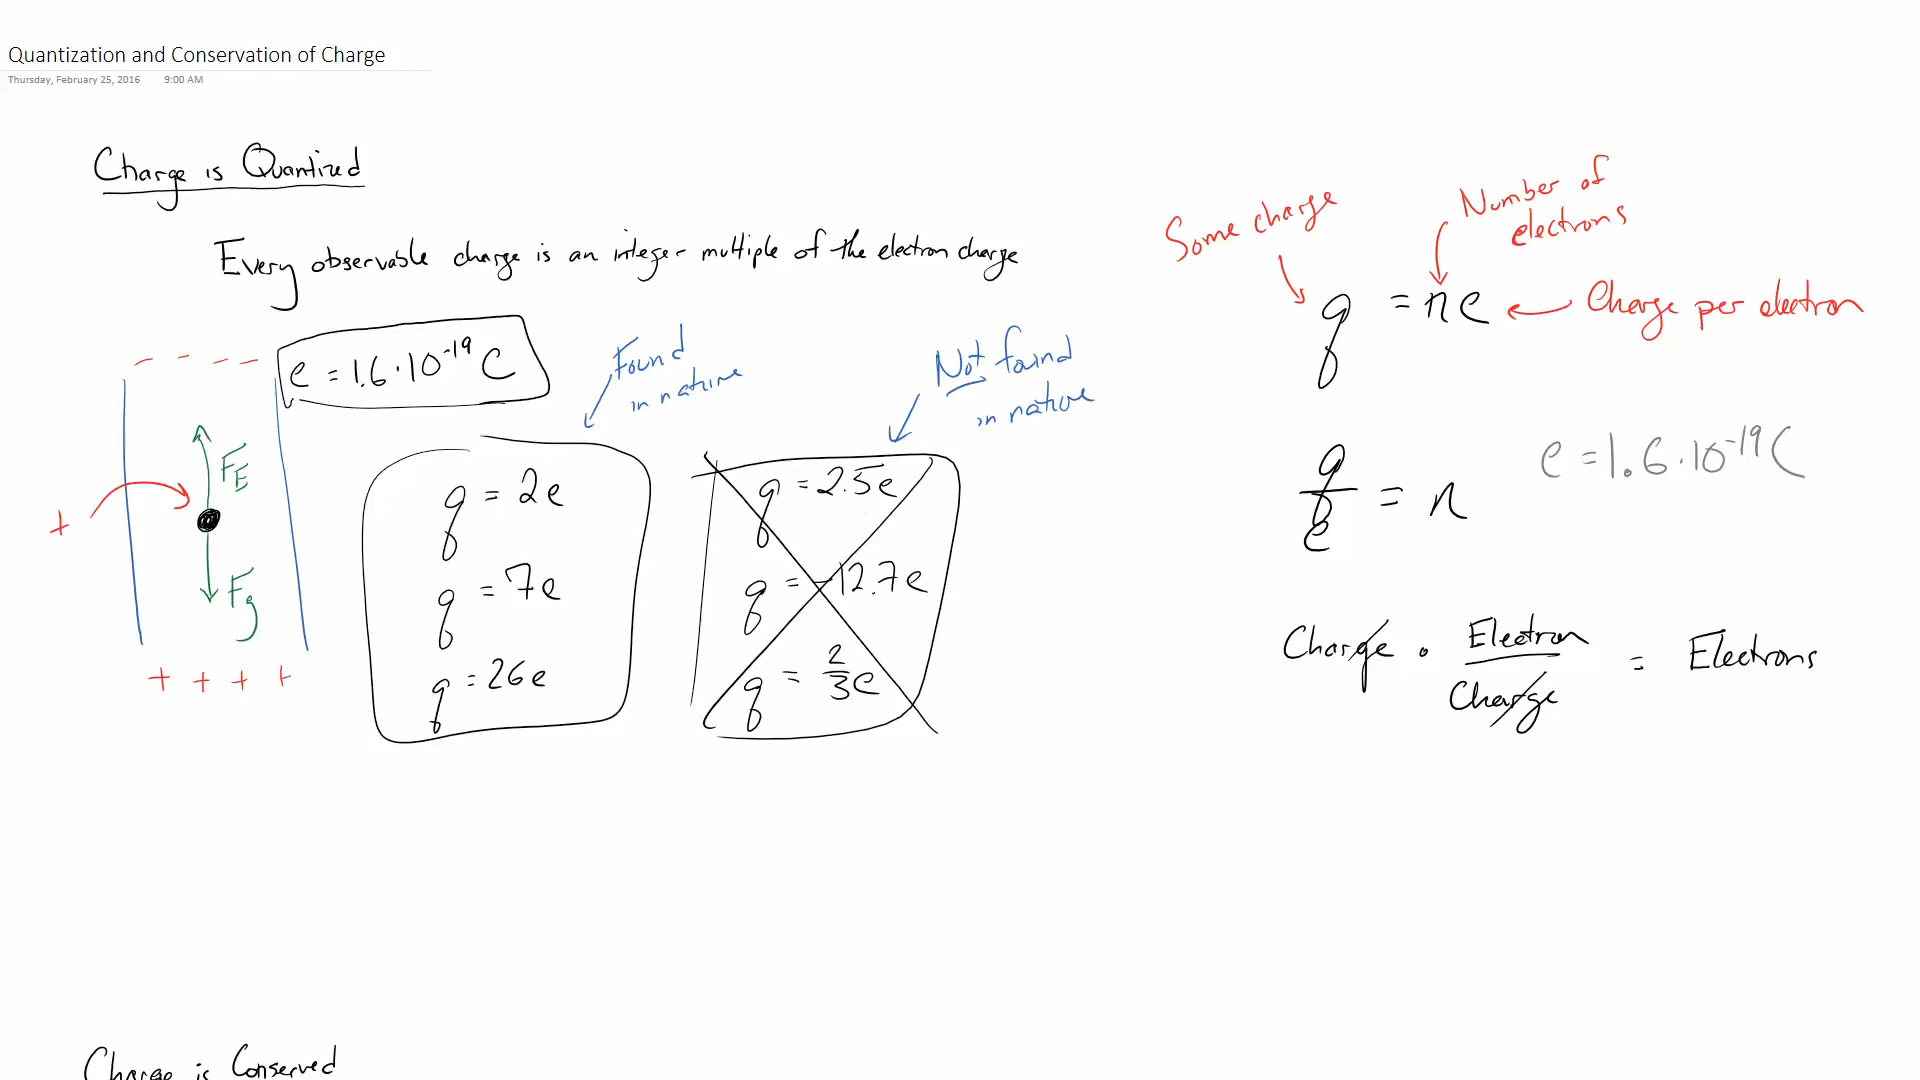 Quantization and Conservation of Charge
Thursday, February 25, 2016 9:00 AM
Charge is Quantized
Every observable charge is an integer multiple of the electron charge
e = 1.6 · 10⁻¹⁹ C
- - - -
F_E
+
F_g
+ + + +
Found
in nature
q = 2e
q = 7e
q = 26e
Not found
in nature
q = 2.5e
q = -12.7e
q = 2/3 e
Some charge
Number of
electrons
q = ne
Charge per electron
q/e = n
e = 1.6 · 10⁻¹⁹ C
Charge · Electron/Charge = Electrons
Charge is Conserved